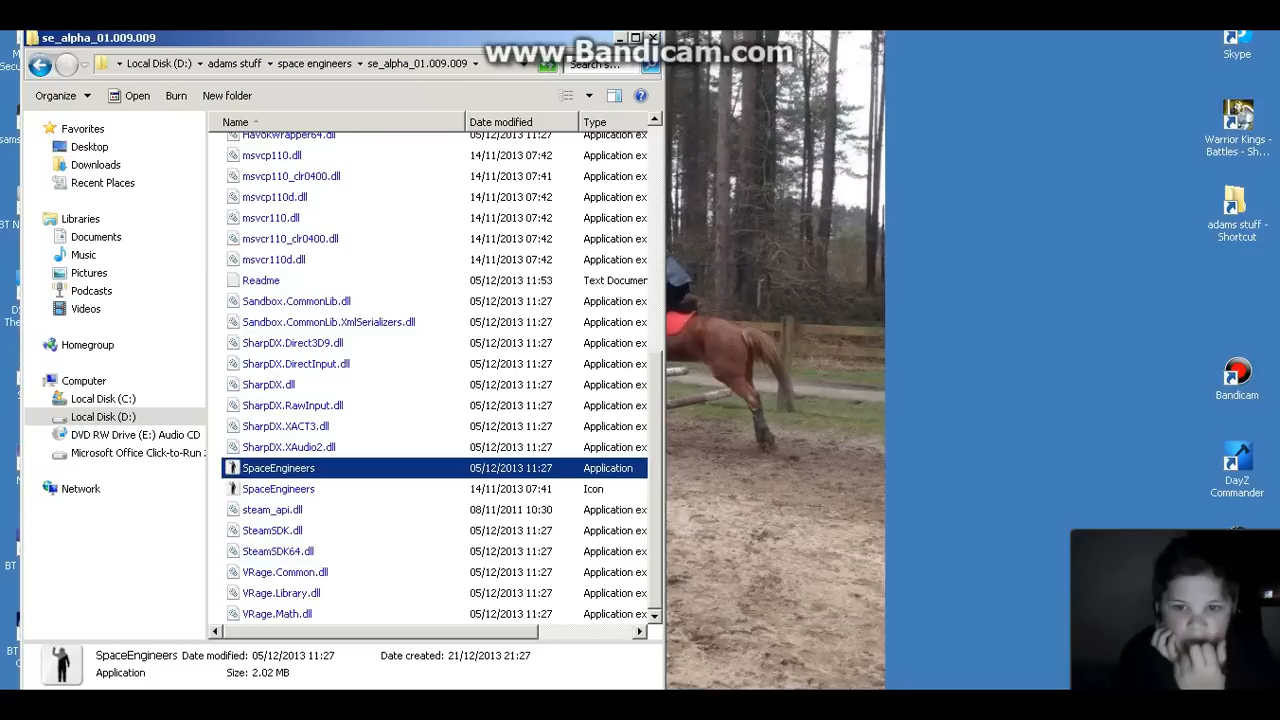 se_alpha_01.009.009
www.Bandicam.com
Local Disk (D:) adams stuff space engineers se_alpha_01.009.009
Search s...
Organize Open Burn New folder
Name Date modified Type
Favorites
Desktop
Downloads
Recent Places
Libraries
Documents
Music
Pictures
Podcasts
Videos
Homegroup
Computer
Local Disk (C:)
Local Disk (D:)
DVD RW Drive (E:) Audio CD
Microsoft Office Click-to-Run
Network
HavokWrapper64.dll 05/12/2013 11:27 Application ex
msvcp110.dll 14/11/2013 07:42 Application ex
msvcp110_clr0400.dll 14/11/2013 07:41 Application ex
msvcp110d.dll 14/11/2013 07:42 Application ex
msvcr110.dll 14/11/2013 07:42 Application ex
msvcr110_clr0400.dll 14/11/2013 07:42 Application ex
msvcr110d.dll 14/11/2013 07:42 Application ex
Readme 05/12/2013 11:53 Text Documen
Sandbox.CommonLib.dll 05/12/2013 11:27 Application ex
Sandbox.CommonLib.XmlSerializers.dll 05/12/2013 11:27 Application ex
SharpDX.Direct3D9.dll 05/12/2013 11:27 Application ex
SharpDX.DirectInput.dll 05/12/2013 11:27 Application ex
SharpDX.dll 05/12/2013 11:27 Application ex
SharpDX.RawInput.dll 05/12/2013 11:27 Application ex
SharpDX.XACT3.dll 05/12/2013 11:27 Application ex
SharpDX.XAudio2.dll 05/12/2013 11:27 Application ex
SpaceEngineers 05/12/2013 11:27 Application
SpaceEngineers 14/11/2013 07:41 Icon
steam_api.dll 08/11/2011 10:30 Application ex
SteamSDK.dll 05/12/2013 11:27 Application ex
SteamSDK64.dll 05/12/2013 11:27 Application ex
VRage.Common.dll 05/12/2013 11:27 Application ex
VRage.Library.dll 05/12/2013 11:27 Application ex
VRage.Math.dll 05/12/2013 11:27 Application ex
SpaceEngineers Date modified: 05/12/2013 11:27 Date created: 21/12/2013 21:27
Application Size: 2.02 MB
Skype
Warrior Kings -
Battles - Sh...
adams stuff -
Shortcut
Bandicam
DayZ
Commander